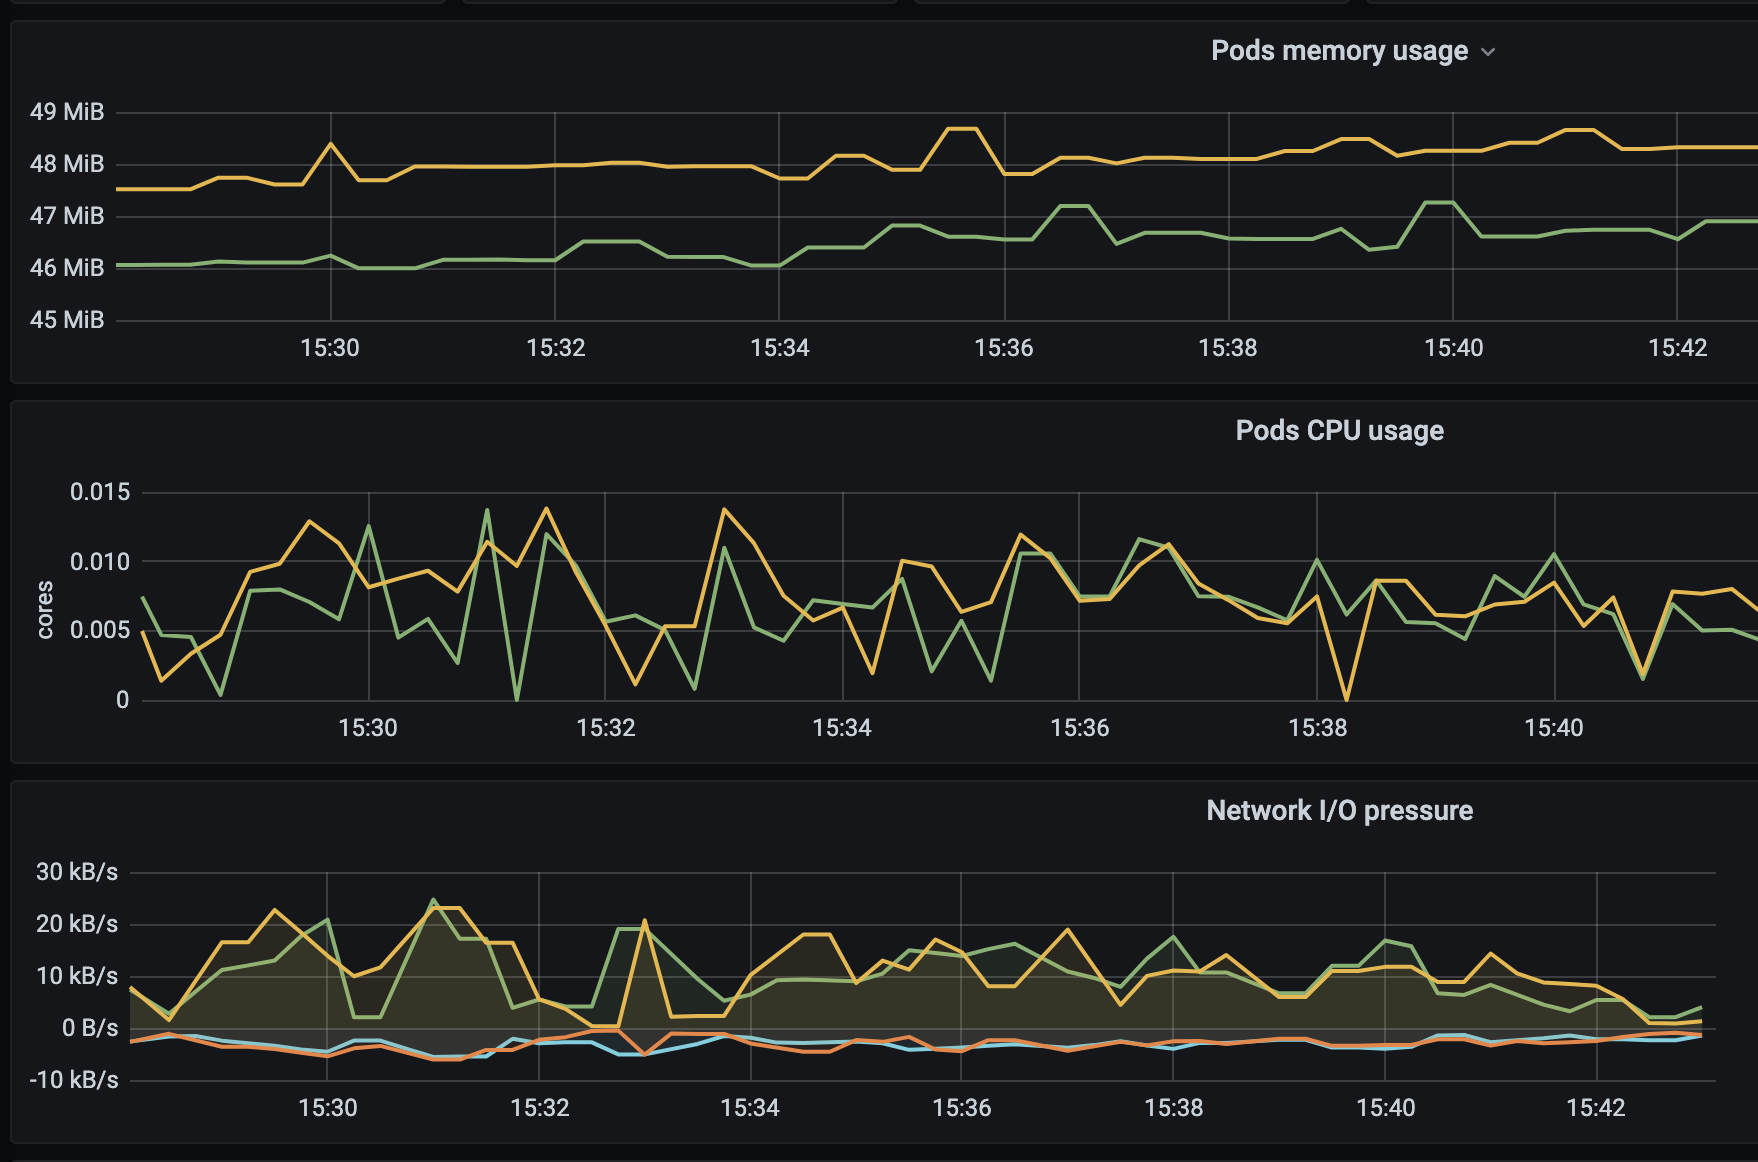 Pods memory usage
49 MiB
48 MiB
47 MiB
46 MiB
45 MiB
15:30 15:32 15:34 15:36 15:38 15:40 15:42
Pods CPU usage
cores
0.015
0.010
0.005
0
15:30 15:32 15:34 15:36 15:38 15:40
Network I/O pressure
30 kB/s
20 kB/s
10 kB/s
0 B/s
-10 kB/s
15:30 15:32 15:34 15:36 15:38 15:40 15:42